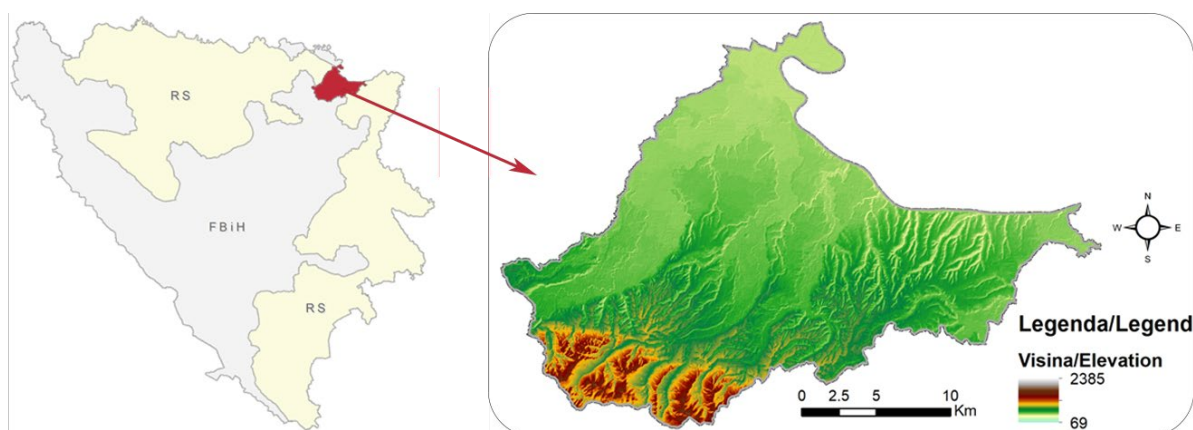 RS
FBiH
RS
N
W E
S
Legenda/Legend
Visina/Elevation
2385
69
0 2.5 5 10
Km